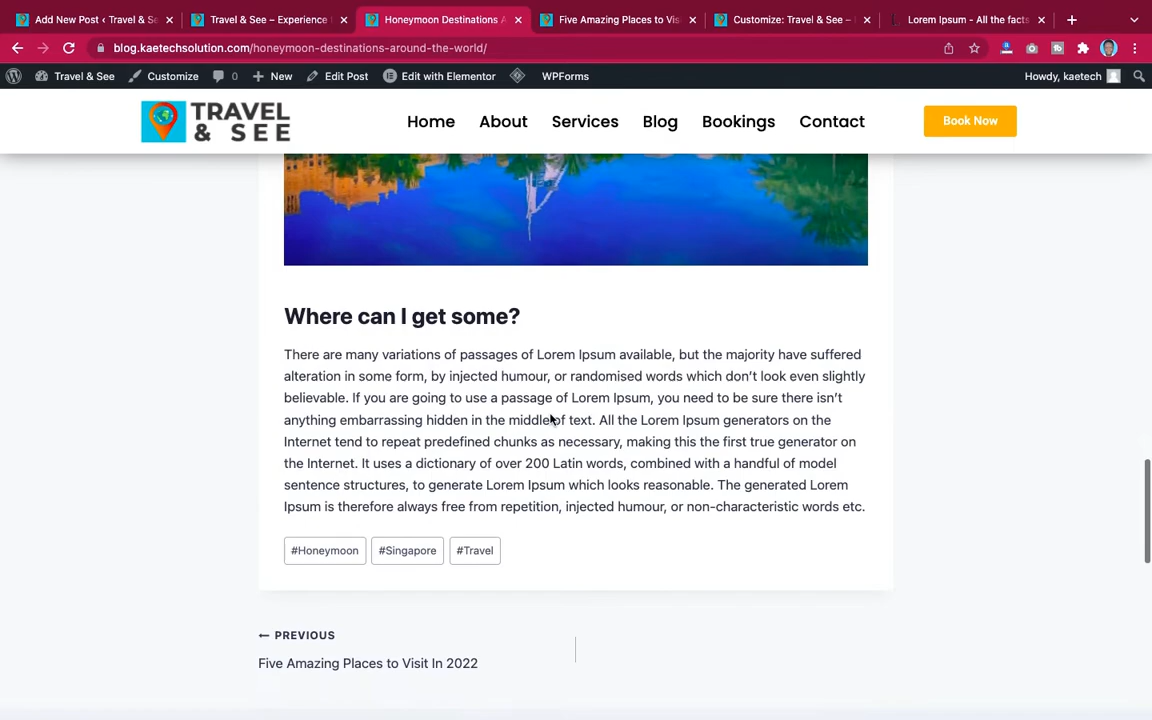 Add New Post ‹ Travel & Se
Travel & See – Experience
Honeymoon Destinations A
Five Amazing Places to Vis
Customize: Travel & See –
Lorem Ipsum - All the facts
blog.kaetechsolution.com/honeymoon-destinations-around-the-world/
Travel & See
Customize
0
New
Edit Post
Edit with Elementor
WPForms
Howdy, kaetech
TRAVEL
& SEE
Home
About
Services
Blog
Bookings
Contact
Book Now
Where can I get some?
There are many variations of passages of Lorem Ipsum available, but the majority have suffered
alteration in some form, by injected humour, or randomised words which don’t look even slightly
believable. If you are going to use a passage of Lorem Ipsum, you need to be sure there isn’t
anything embarrassing hidden in the middle of text. All the Lorem Ipsum generators on the
Internet tend to repeat predefined chunks as necessary, making this the first true generator on
the Internet. It uses a dictionary of over 200 Latin words, combined with a handful of model
sentence structures, to generate Lorem Ipsum which looks reasonable. The generated Lorem
Ipsum is therefore always free from repetition, injected humour, or non-characteristic words etc.
#Honeymoon
#Singapore
#Travel
← PREVIOUS
Five Amazing Places to Visit In 2022